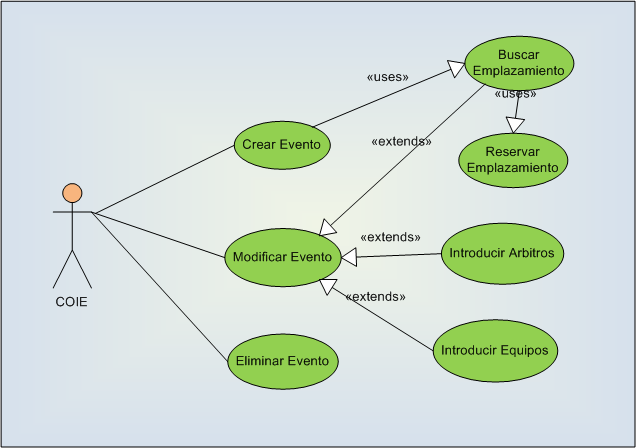 Buscar
Emplazamiento
«uses»
«uses»
Crear Evento
«extends»
Reservar
Emplazamiento
«extends»
Modificar Evento
Introducir Arbitros
COIE
«extends»
Eliminar Evento
Introducir Equipos